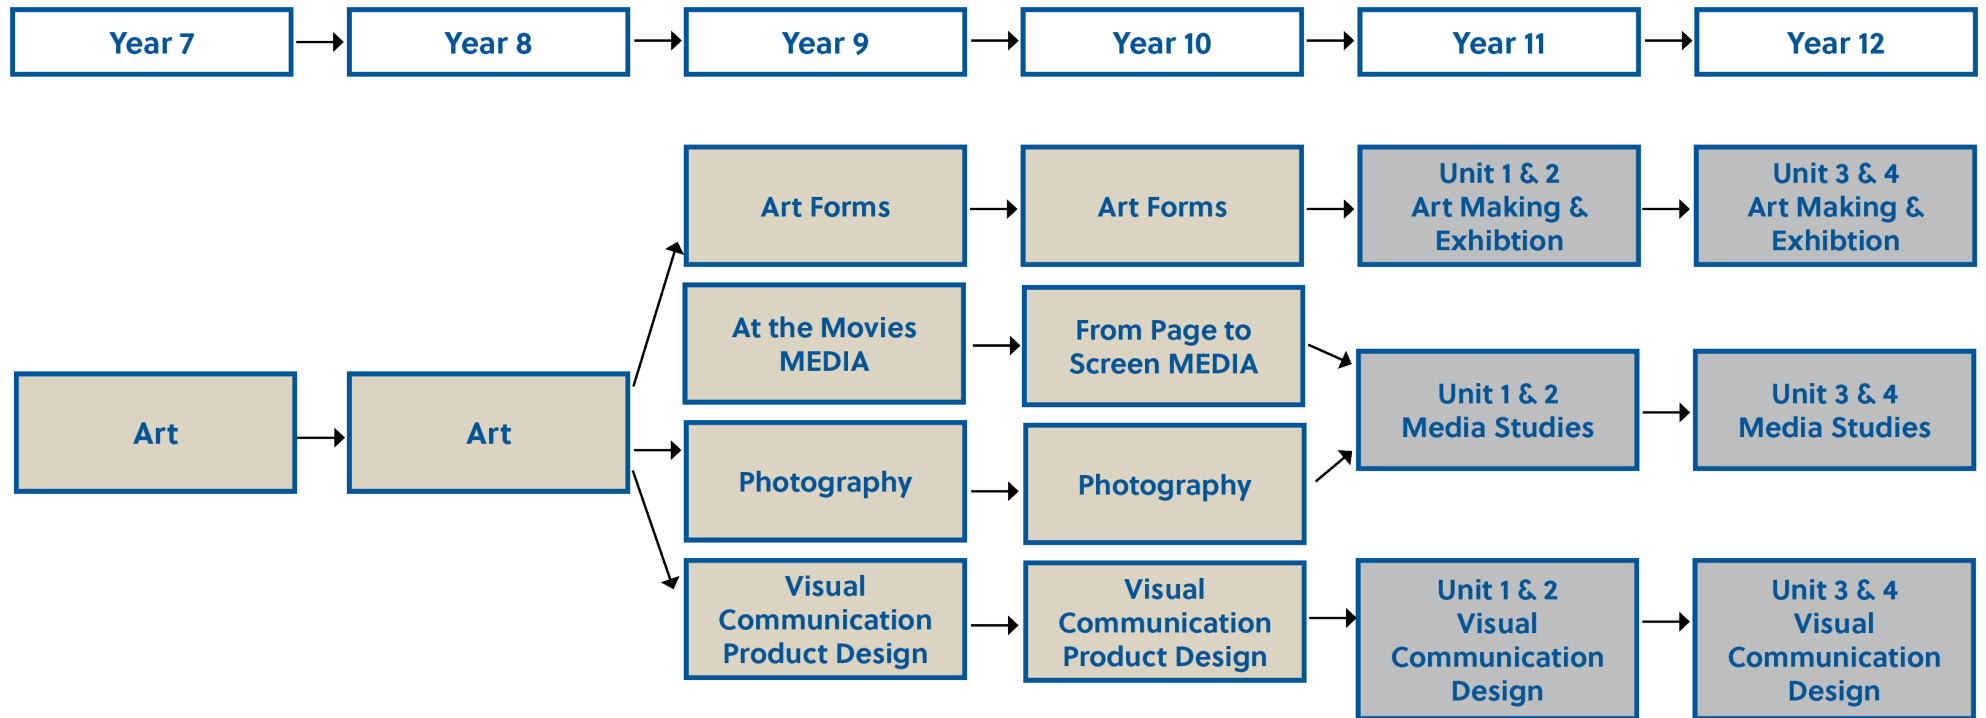 Year 7
Year 8
Year 9
Year 10
Year 11
Year 12
Art Forms
Art Forms
Unit 1 & 2
Art Making &
Exhibtion
Unit 3 & 4
Art Making &
Exhibtion
At the Movies
MEDIA
From Page to
Screen MEDIA
Art
Art
Unit 1 & 2
Media Studies
Unit 3 & 4
Media Studies
Photography
Photography
Visual
Communication
Product Design
Visual
Communication
Product Design
Unit 1 & 2
Visual
Communication
Design
Unit 3 & 4
Visual
Communication
Design